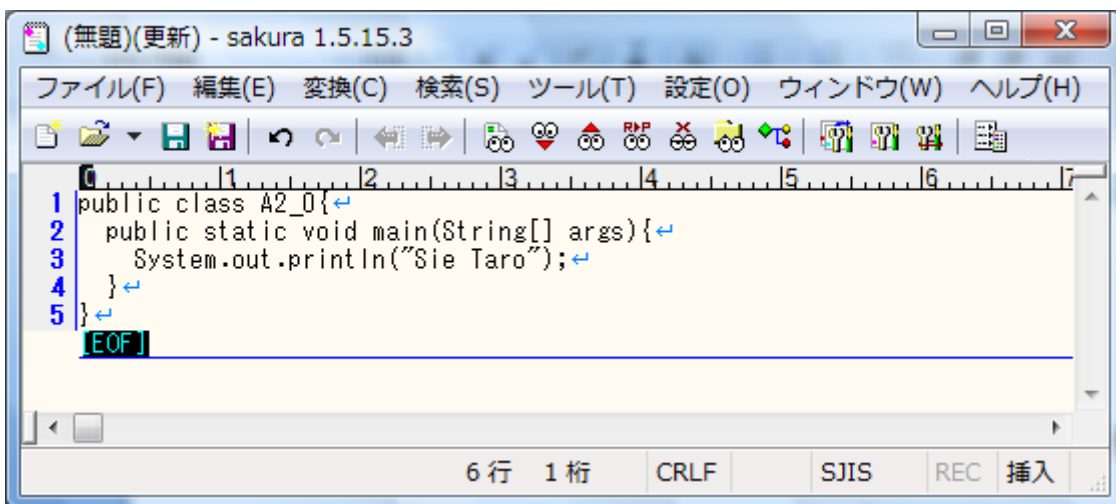 (無題)(更新) - sakura 1.5.15.3
ファイル(F) 編集(E) 変換(C) 検索(S) ツール(T) 設定(O) ウィンドウ(W) ヘルプ(H)
0 1 2 3 4 5 6 7
1 public class A2_0{↵
2   public static void main(String[] args){↵
3     System.out.println("Sie Taro");↵
4   }↵
5 }↵
[EOF]
6 行 1 桁 CRLF SJIS REC 挿入